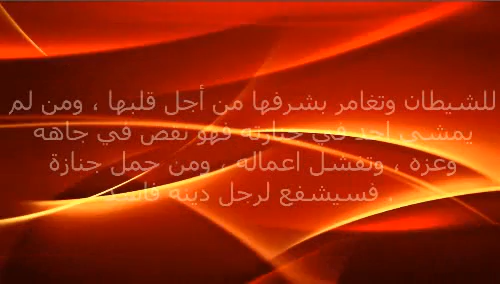 للشيطان وتغامر بشرفها من أجل قلبها ، ومن لم
يمشي احد في جنازته فهو نقص في جاهه
وعزه ، وتفشل اعماله ، ومن حمل جنازة
، فسيشفع لرجل دينه فاسد